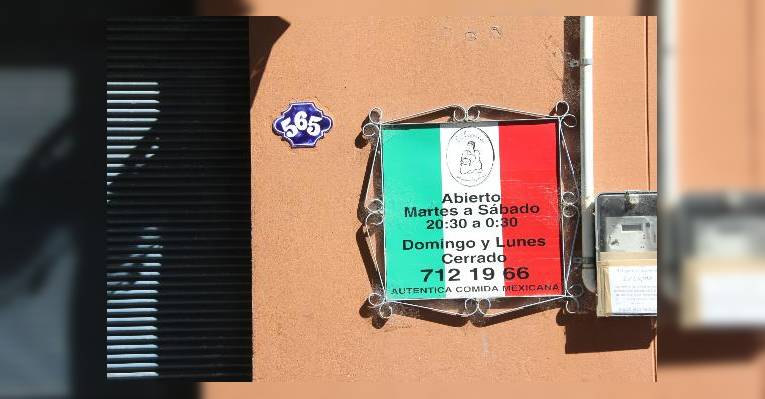 565
Abierto
Martes a Sábado
20:30 a 0:30
Domingo y Lunes
Cerrado
712 19 66
AUTENTICA COMIDA MEXICANA